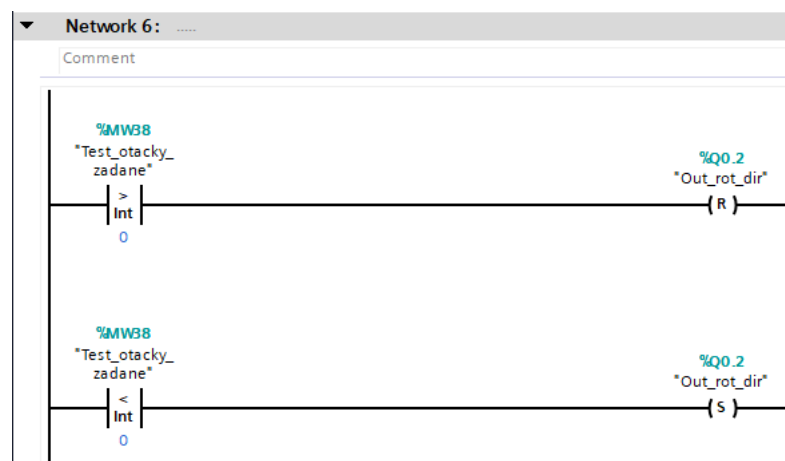 Network 6: .....
Comment
%MW38
"Test_otacky_
zadane"
>
Int
0
%Q0.2
"Out_rot_dir"
R
%MW38
"Test_otacky_
zadane"
<
Int
0
%Q0.2
"Out_rot_dir"
S